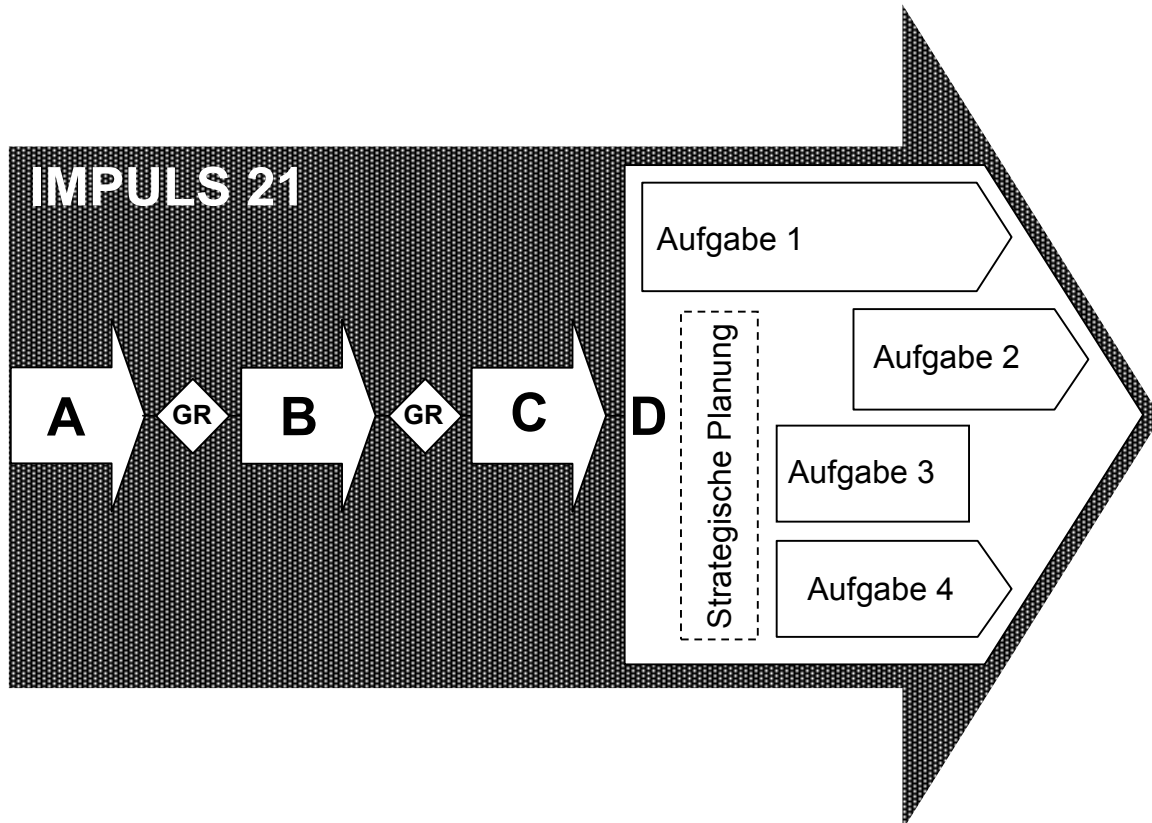 IMPULS 21
A
GR
B
GR
C
D
Strategische Planung
Aufgabe 1
Aufgabe 2
Aufgabe 3
Aufgabe 4